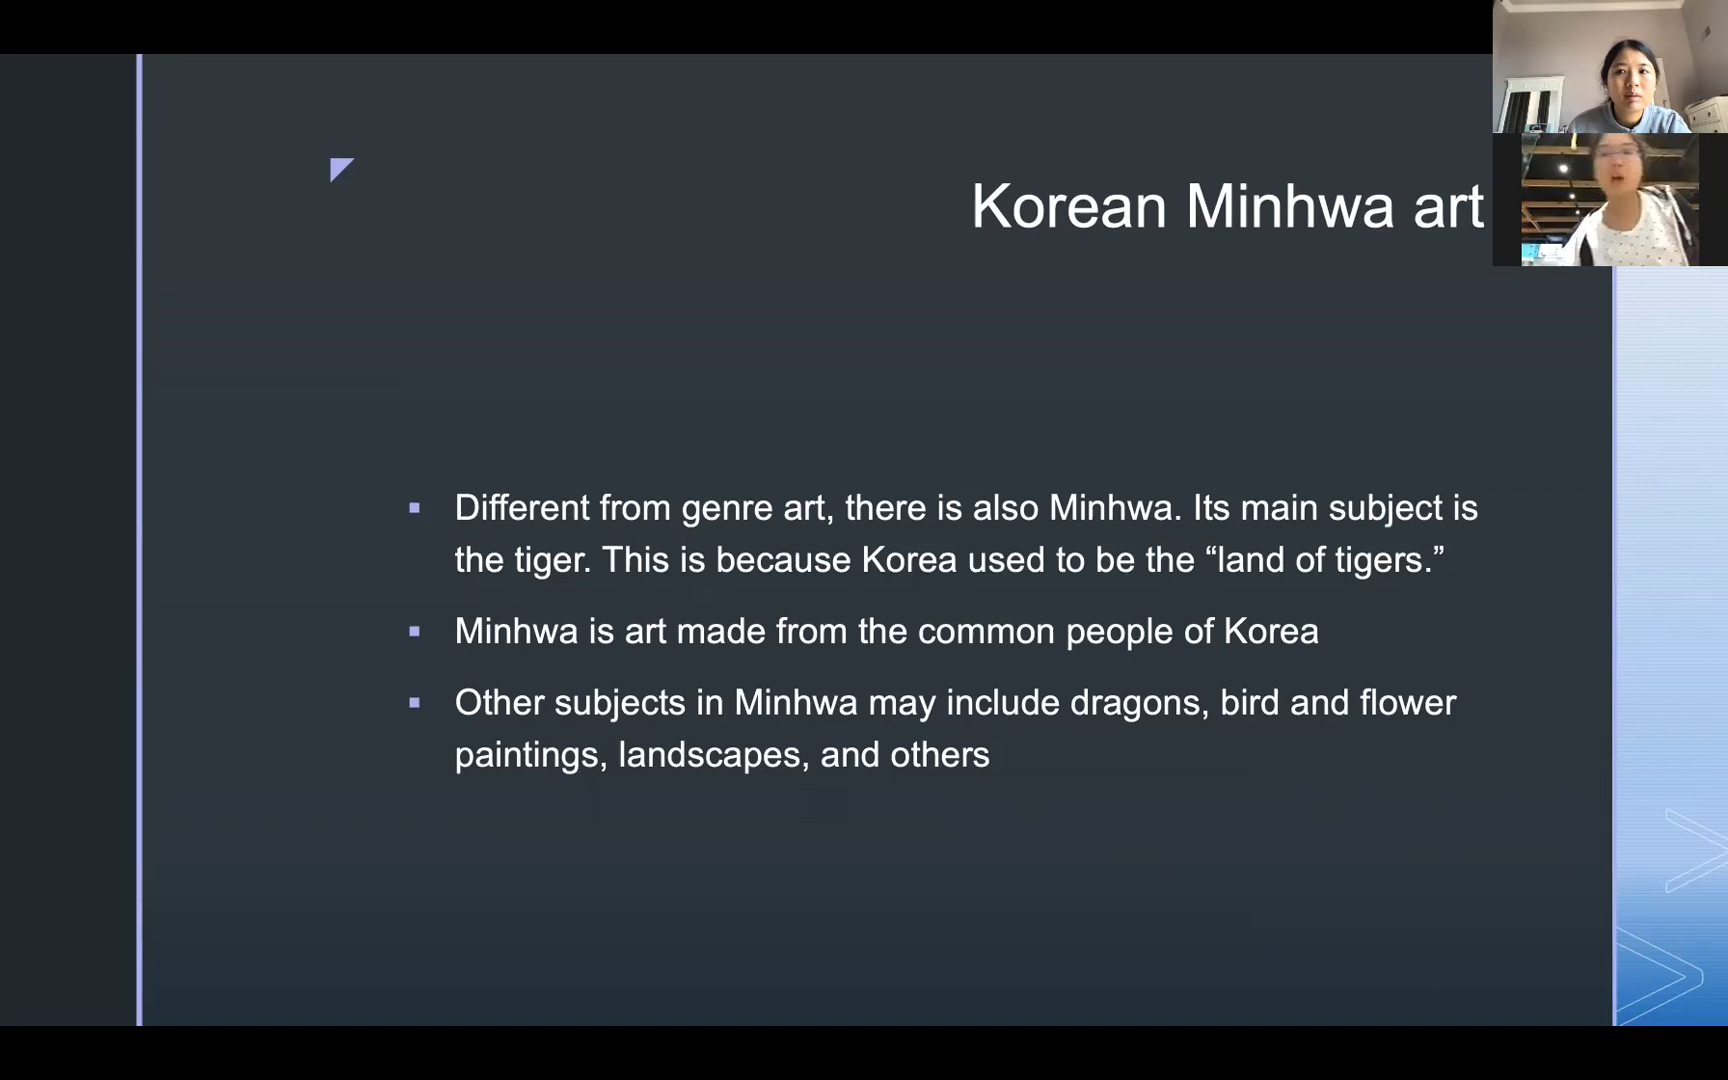 Korean Minhwa art
Different from genre art, there is also Minhwa. Its main subject is
the tiger. This is because Korea used to be the “land of tigers.”
Minhwa is art made from the common people of Korea
Other subjects in Minhwa may include dragons, bird and flower
paintings, landscapes, and others